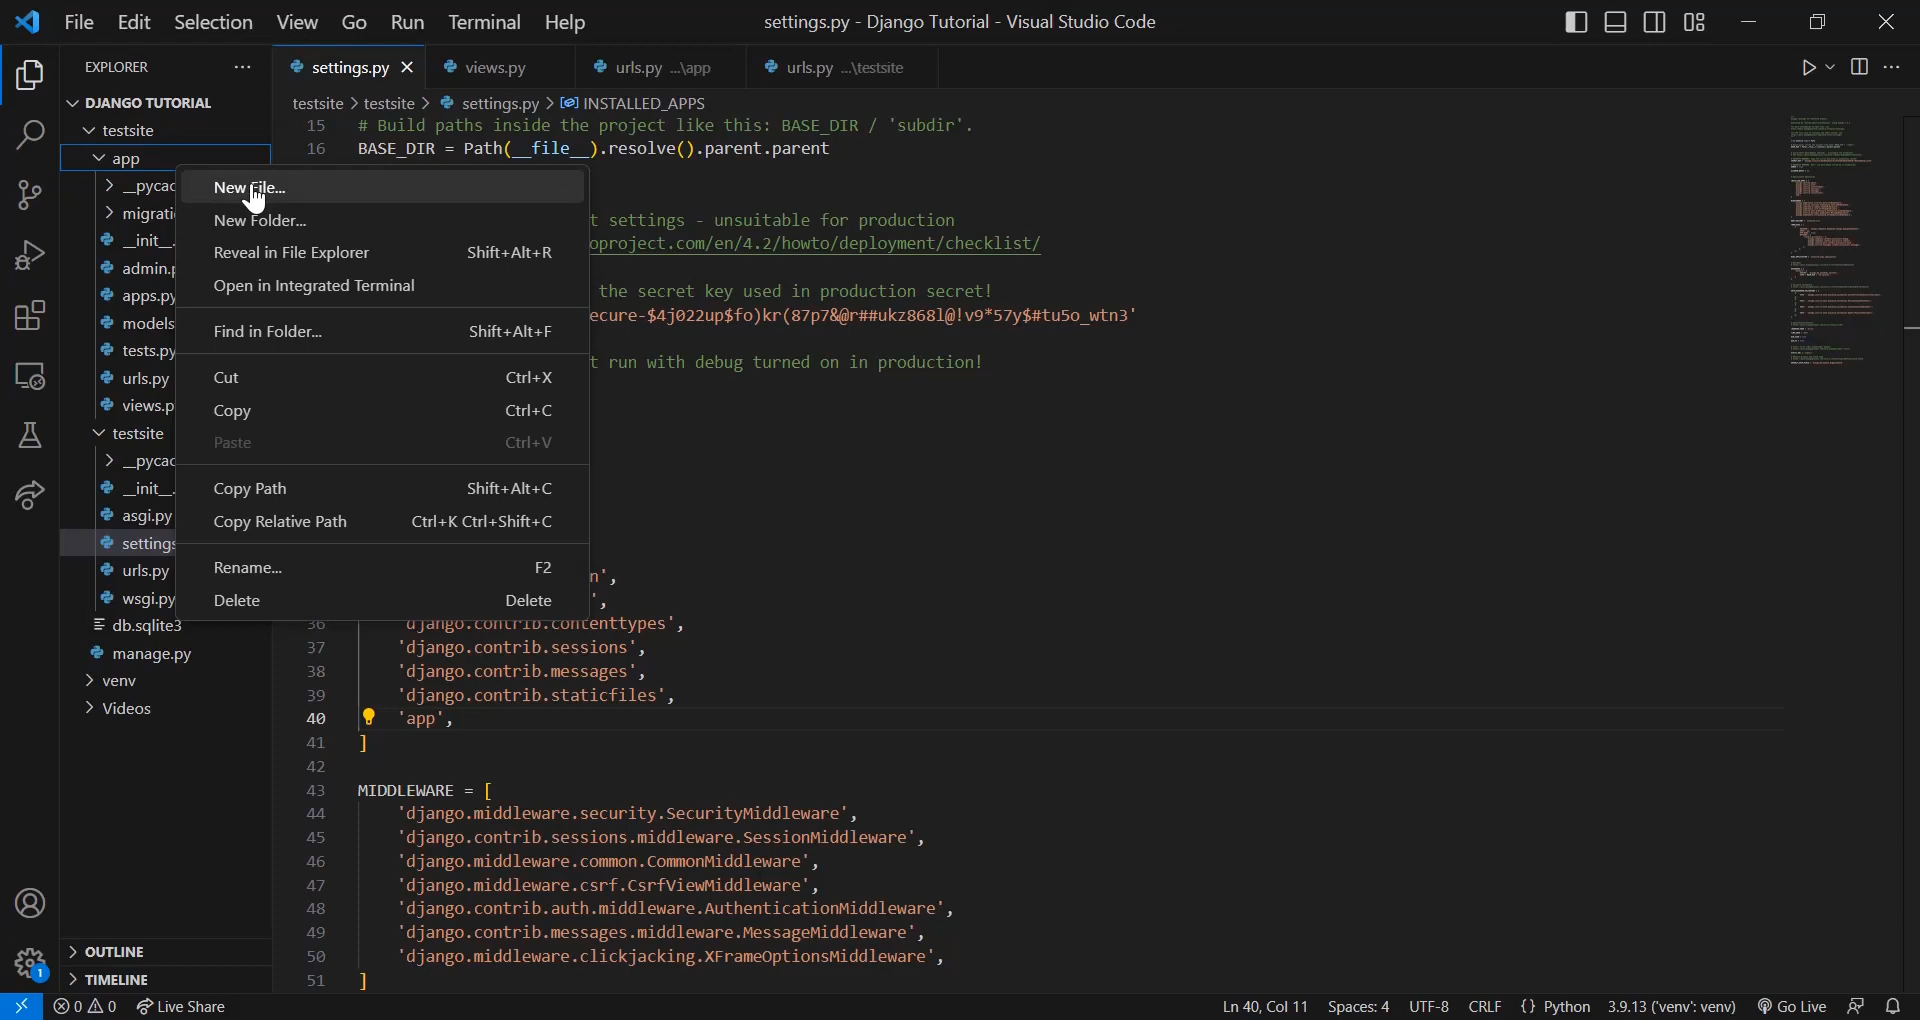 File Edit Selection View Go Run Terminal Help
settings.py - Django Tutorial - Visual Studio Code
EXPLORER
settings.py
views.py
urls.py ...\app
urls.py ...\testsite
DJANGO TUTORIAL
testsite
app
__pycac
migrati
__init__.
admin.p
apps.py
models
tests.py
urls.py
views.p
testsite
__pycac
__init__.
asgi.py
settings
urls.py
wsgi.py
db.sqlite3
manage.py
venv
Videos
OUTLINE
TIMELINE
New File...
New Folder...
Reveal in File Explorer Shift+Alt+R
Open in Integrated Terminal
Find in Folder... Shift+Alt+F
Cut Ctrl+X
Copy Ctrl+C
Paste Ctrl+V
Copy Path Shift+Alt+C
Copy Relative Path Ctrl+K Ctrl+Shift+C
Rename... F2
Delete Delete
testsite > testsite > settings.py > INSTALLED_APPS
15 # Build paths inside the project like this: BASE_DIR / 'subdir'.
16 BASE_DIR = Path(__file__).resolve().parent.parent
t settings - unsuitable for production
oproject.com/en/4.2/howto/deployment/checklist/
the secret key used in production secret!
ecure-$4j022up$fo)kr(87p7&@r##ukz868l@!v9*57y$#tu5o_wtn3'
t run with debug turned on in production!
n',
',
36 'django.contrib.contenttypes',
37 'django.contrib.sessions',
38 'django.contrib.messages',
39 'django.contrib.staticfiles',
40 'app',
41 ]
42
43 MIDDLEWARE = [
44 'django.middleware.security.SecurityMiddleware',
45 'django.contrib.sessions.middleware.SessionMiddleware',
46 'django.middleware.common.CommonMiddleware',
47 'django.middleware.csrf.CsrfViewMiddleware',
48 'django.contrib.auth.middleware.AuthenticationMiddleware',
49 'django.contrib.messages.middleware.MessageMiddleware',
50 'django.middleware.clickjacking.XFrameOptionsMiddleware',
51 ]
1
0 0 Live Share
Ln 40, Col 11 Spaces: 4 UTF-8 CRLF {} Python 3.9.13 ('venv': venv) Go Live